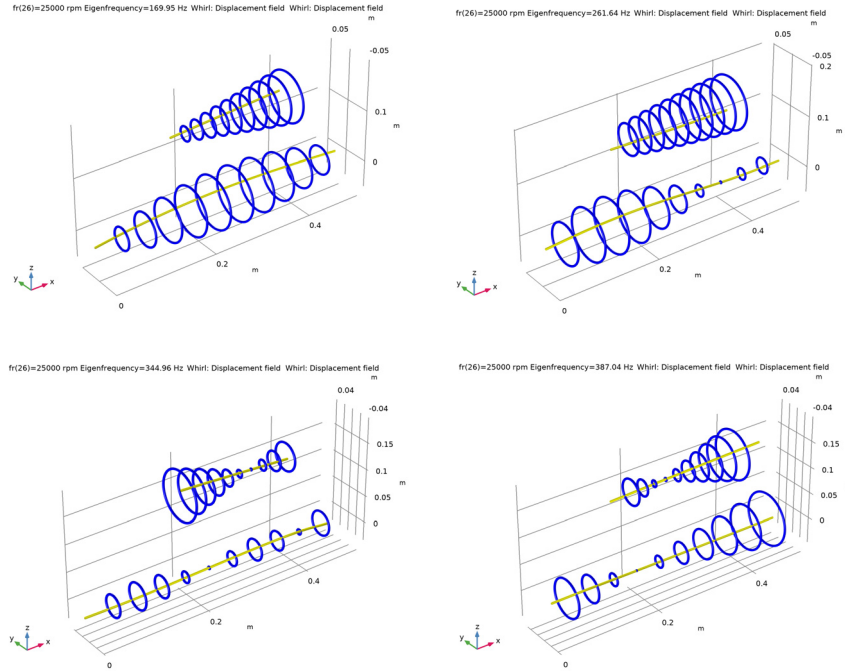 fr(26)=25000 rpm Eigenfrequency=169.95 Hz Whirl: Displacement field Whirl: Displacement field
m
0.05
-0.05
0.1
m
0
0.4
0.2
m
0
z
y
x
fr(26)=25000 rpm Eigenfrequency=261.64 Hz Whirl: Displacement field Whirl: Displacement field
m
0.05
-0.05
0.2
0.1
m
0
0.4
0.2
m
0
z
y
x
fr(26)=25000 rpm Eigenfrequency=344.96 Hz Whirl: Displacement field Whirl: Displacement field
m
0.04
-0.04
0.15
0.1
m
0.05
0
0.4
0.2
m
0
z
y
x
fr(26)=25000 rpm Eigenfrequency=387.04 Hz Whirl: Displacement field Whirl: Displacement field
m
0.04
-0.04
0.15
0.1
m
0.05
0
0.4
0.2
m
0
z
y
x